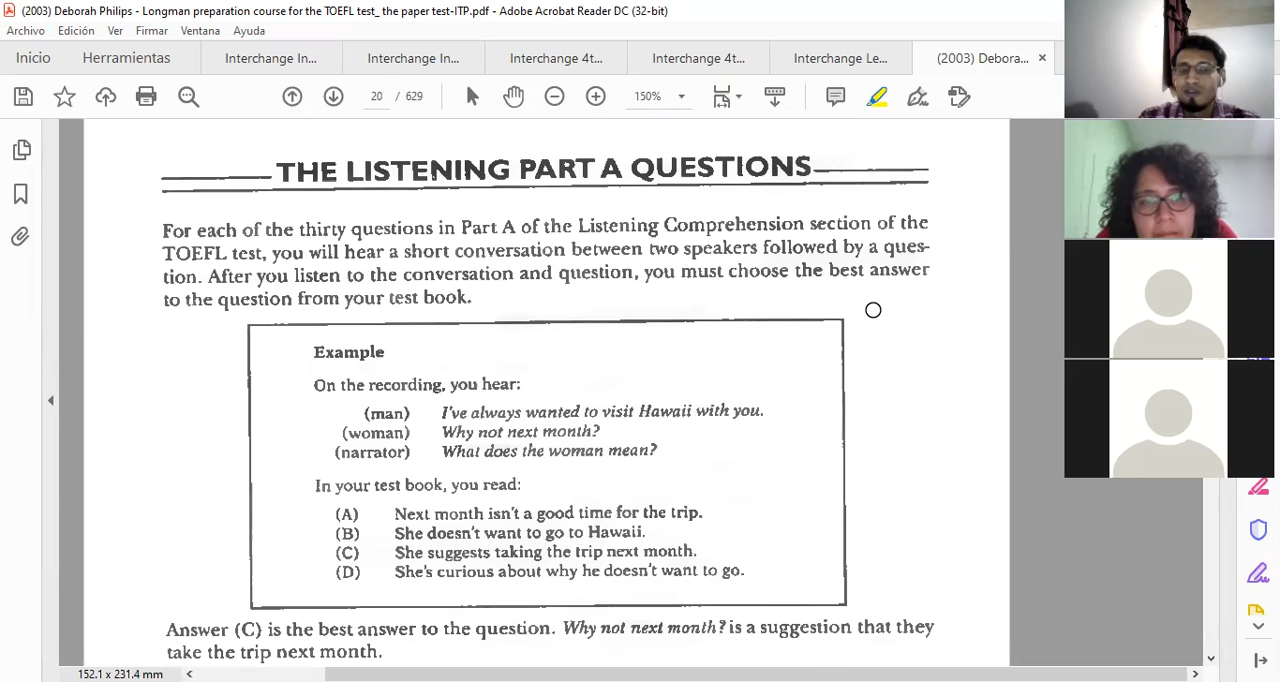 (2003) Deborah Philips - Longman preparation course for the TOEFL test_ the paper test-ITP.pdf - Adobe Acrobat Reader DC (32-bit)
Archivo Edición Ver Firmar Ventana Ayuda
Inicio Herramientas Interchange In... Interchange In... Interchange 4t... Interchange 4t... Interchange Le... (2003) Debora... ×
20 / 629 150%
THE LISTENING PART A QUESTIONS
For each of the thirty questions in Part A of the Listening Comprehension section of the
TOEFL test, you will hear a short conversation between two speakers followed by a ques-
tion. After you listen to the conversation and question, you must choose the best answer
to the question from your test book.
Example
On the recording, you hear:
(man) I've always wanted to visit Hawaii with you.
(woman) Why not next month?
(narrator) What does the woman mean?
In your test book, you read:
(A) Next month isn't a good time for the trip.
(B) She doesn't want to go to Hawaii.
(C) She suggests taking the trip next month.
(D) She's curious about why he doesn't want to go.
Answer (C) is the best answer to the question. Why not next month? is a suggestion that they
take the trip next month.
152.1 x 231.4 mm